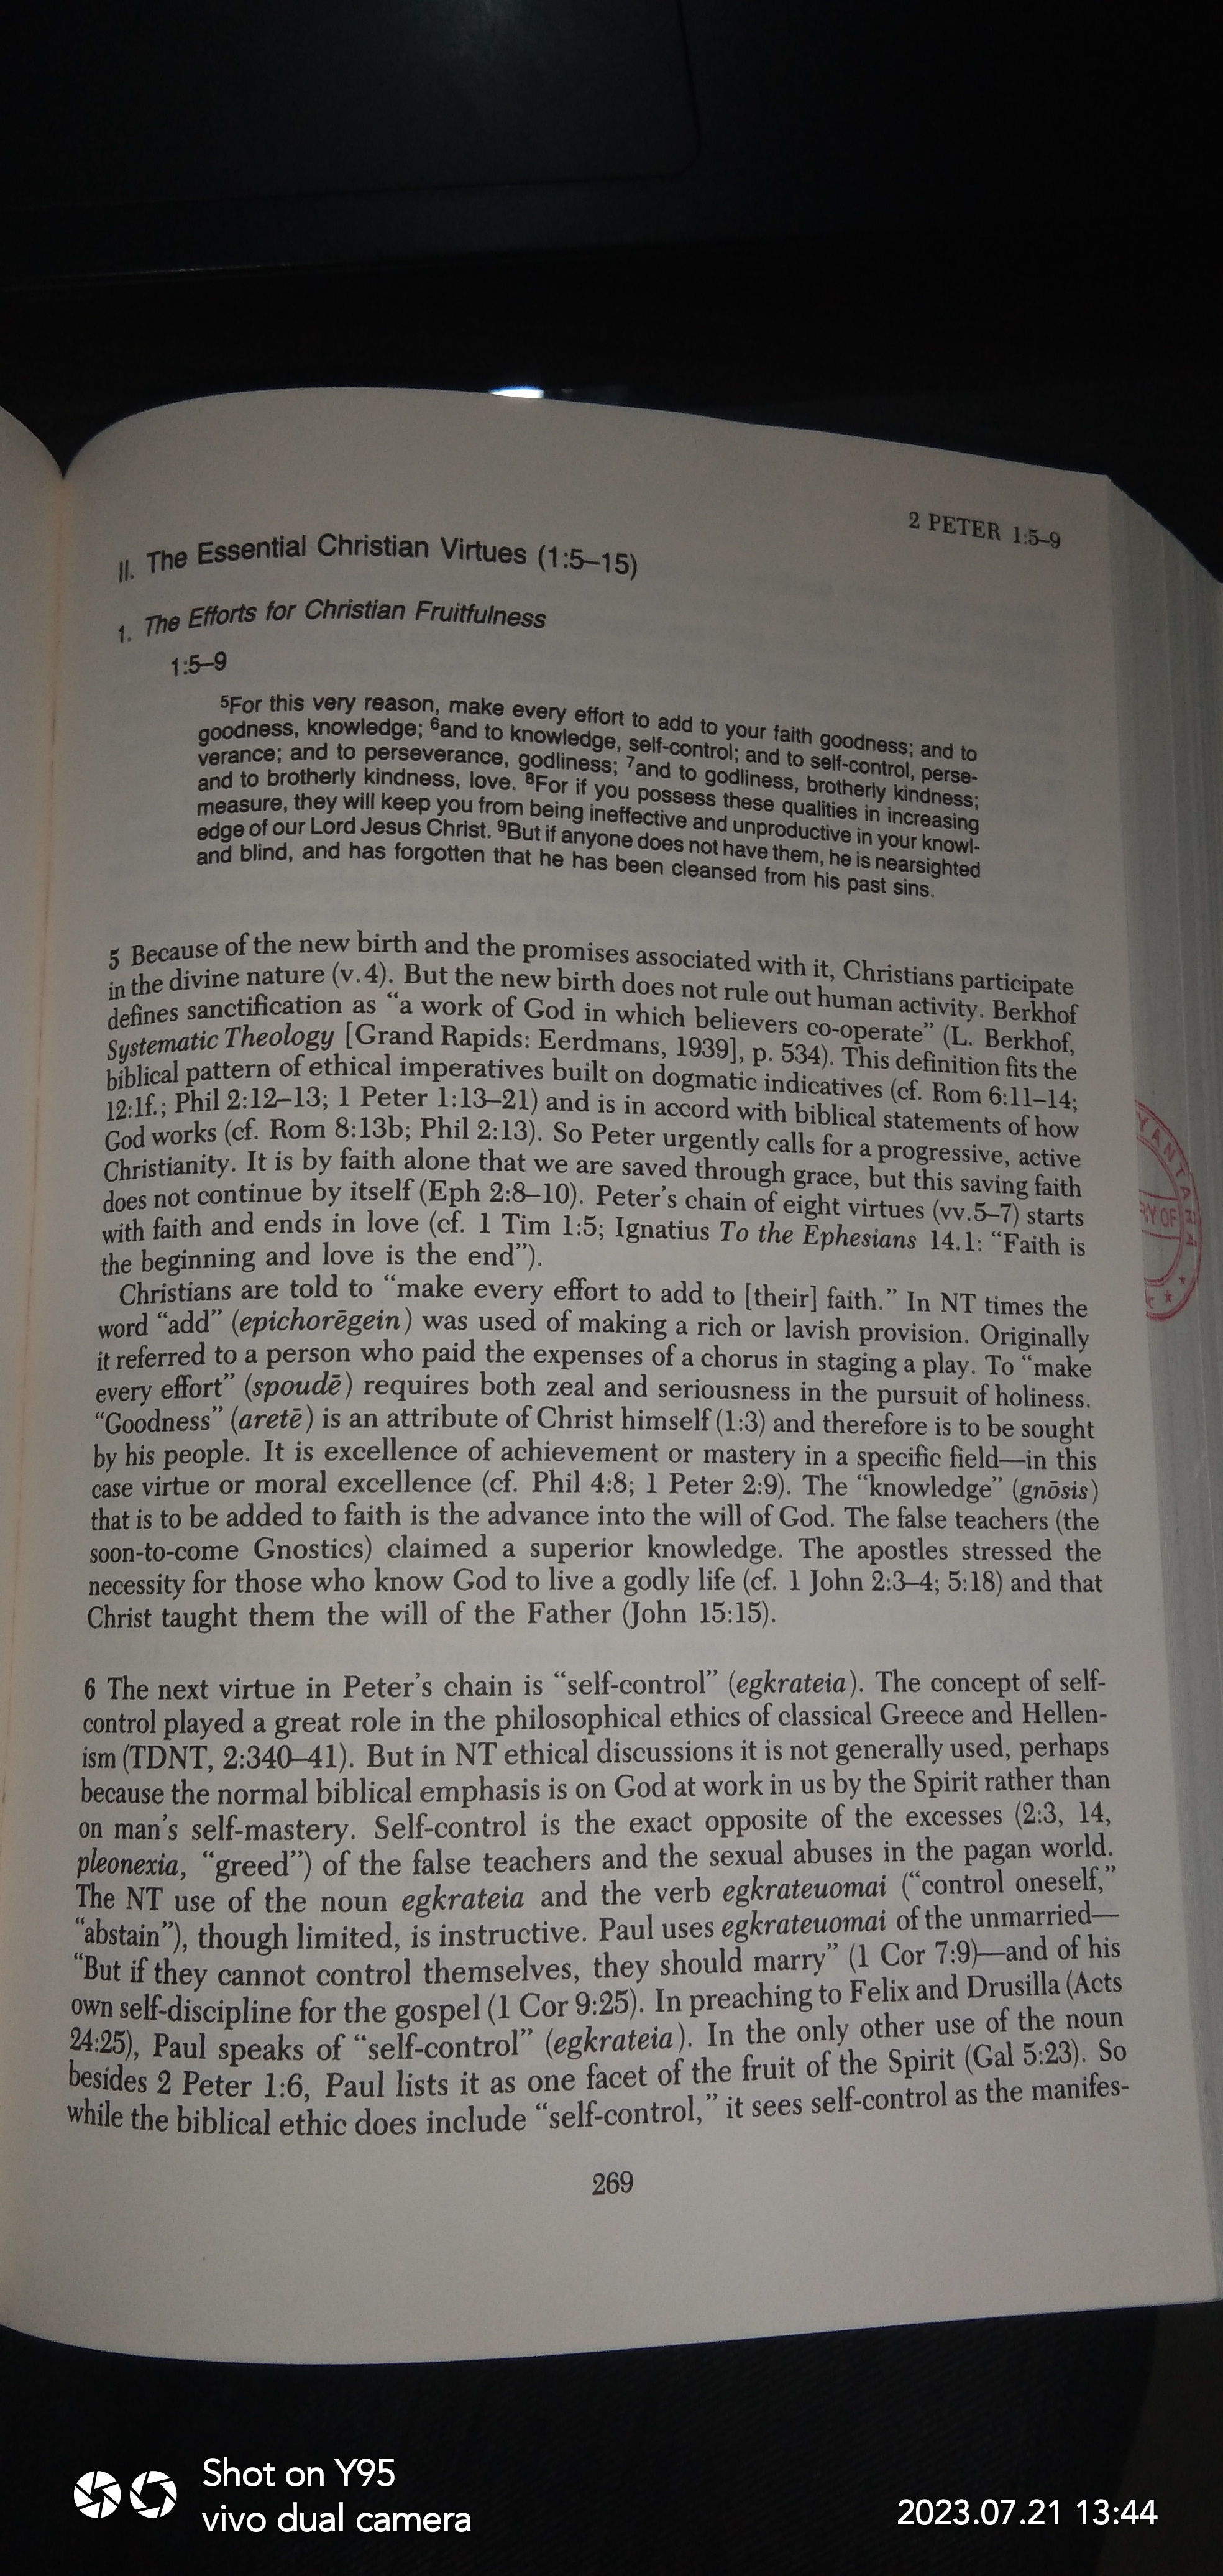 2 PETER 1:5–9
II. The Essential Christian Virtues (1:5–15)
1. The Efforts for Christian Fruitfulness
1:5–9
5For this very reason, make every effort to add to your faith goodness; and to
goodness, knowledge; 6and to knowledge, self-control; and to self-control, perse-
verance; and to perseverance, godliness; 7and to godliness, brotherly kindness;
and to brotherly kindness, love. 8For if you possess these qualities in increasing
measure, they will keep you from being ineffective and unproductive in your knowl-
edge of our Lord Jesus Christ. 9But if anyone does not have them, he is nearsighted
and blind, and has forgotten that he has been cleansed from his past sins.
5 Because of the new birth and the promises associated with it, Christians participate
in the divine nature (v.4). But the new birth does not rule out human activity. Berkhof
defines sanctification as “a work of God in which believers co-operate” (L. Berkhof,
Systematic Theology [Grand Rapids: Eerdmans, 1939], p. 534). This definition fits the
biblical pattern of ethical imperatives built on dogmatic indicatives (cf. Rom 6:11–14;
12:1f.; Phil 2:12–13; 1 Peter 1:13–21) and is in accord with biblical statements of how
God works (cf. Rom 8:13b; Phil 2:13). So Peter urgently calls for a progressive, active
Christianity. It is by faith alone that we are saved through grace, but this saving faith
does not continue by itself (Eph 2:8–10). Peter’s chain of eight virtues (vv.5–7) starts
with faith and ends in love (cf. 1 Tim 1:5; Ignatius To the Ephesians 14.1: “Faith is
the beginning and love is the end”).
Christians are told to “make every effort to add to [their] faith.” In NT times the
word “add” (epichorēgein) was used of making a rich or lavish provision. Originally
it referred to a person who paid the expenses of a chorus in staging a play. To “make
every effort” (spoudē) requires both zeal and seriousness in the pursuit of holiness.
“Goodness” (aretē) is an attribute of Christ himself (1:3) and therefore is to be sought
by his people. It is excellence of achievement or mastery in a specific field—in this
case virtue or moral excellence (cf. Phil 4:8; 1 Peter 2:9). The “knowledge” (gnōsis)
that is to be added to faith is the advance into the will of God. The false teachers (the
soon-to-come Gnostics) claimed a superior knowledge. The apostles stressed the
necessity for those who know God to live a godly life (cf. 1 John 2:3–4; 5:18) and that
Christ taught them the will of the Father (John 15:15).
6 The next virtue in Peter’s chain is “self-control” (egkrateia). The concept of self-
control played a great role in the philosophical ethics of classical Greece and Hellen-
ism (TDNT, 2:340–41). But in NT ethical discussions it is not generally used, perhaps
because the normal biblical emphasis is on God at work in us by the Spirit rather than
on man’s self-mastery. Self-control is the exact opposite of the excesses (2:3, 14,
pleonexia, “greed”) of the false teachers and the sexual abuses in the pagan world.
The NT use of the noun egkrateia and the verb egkrateuomai (“control oneself,”
“abstain”), though limited, is instructive. Paul uses egkrateuomai of the unmarried—
“But if they cannot control themselves, they should marry” (1 Cor 7:9)—and of his
own self-discipline for the gospel (1 Cor 9:25). In preaching to Felix and Drusilla (Acts
24:25), Paul speaks of “self-control” (egkrateia). In the only other use of the noun
besides 2 Peter 1:6, Paul lists it as one facet of the fruit of the Spirit (Gal 5:23). So
while the biblical ethic does include “self-control,” it sees self-control as the manifes-
269
Shot on Y95
vivo dual camera
2023.07.21 13:44